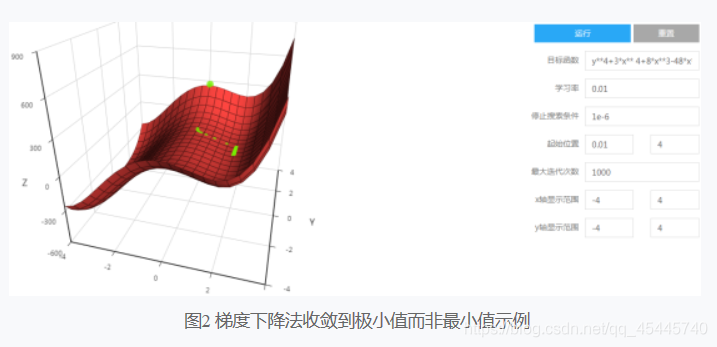 运行 重置
目标函数 y**4+3*x** 4+8*x**3-48*x*
学习率 0.01
停止搜索条件 1e-6
起始位置 0.01 4
最大迭代次数 1000
x轴显示范围 -4 4
y轴显示范围 -4 4
900
600
300
Z
0
-300
-600
-4
-2
0
2
4
2
0
Y
-2
-4
图2 梯度下降法收敛到极小值而非最小值示例
https://blog.csdn.net/qq_45445740